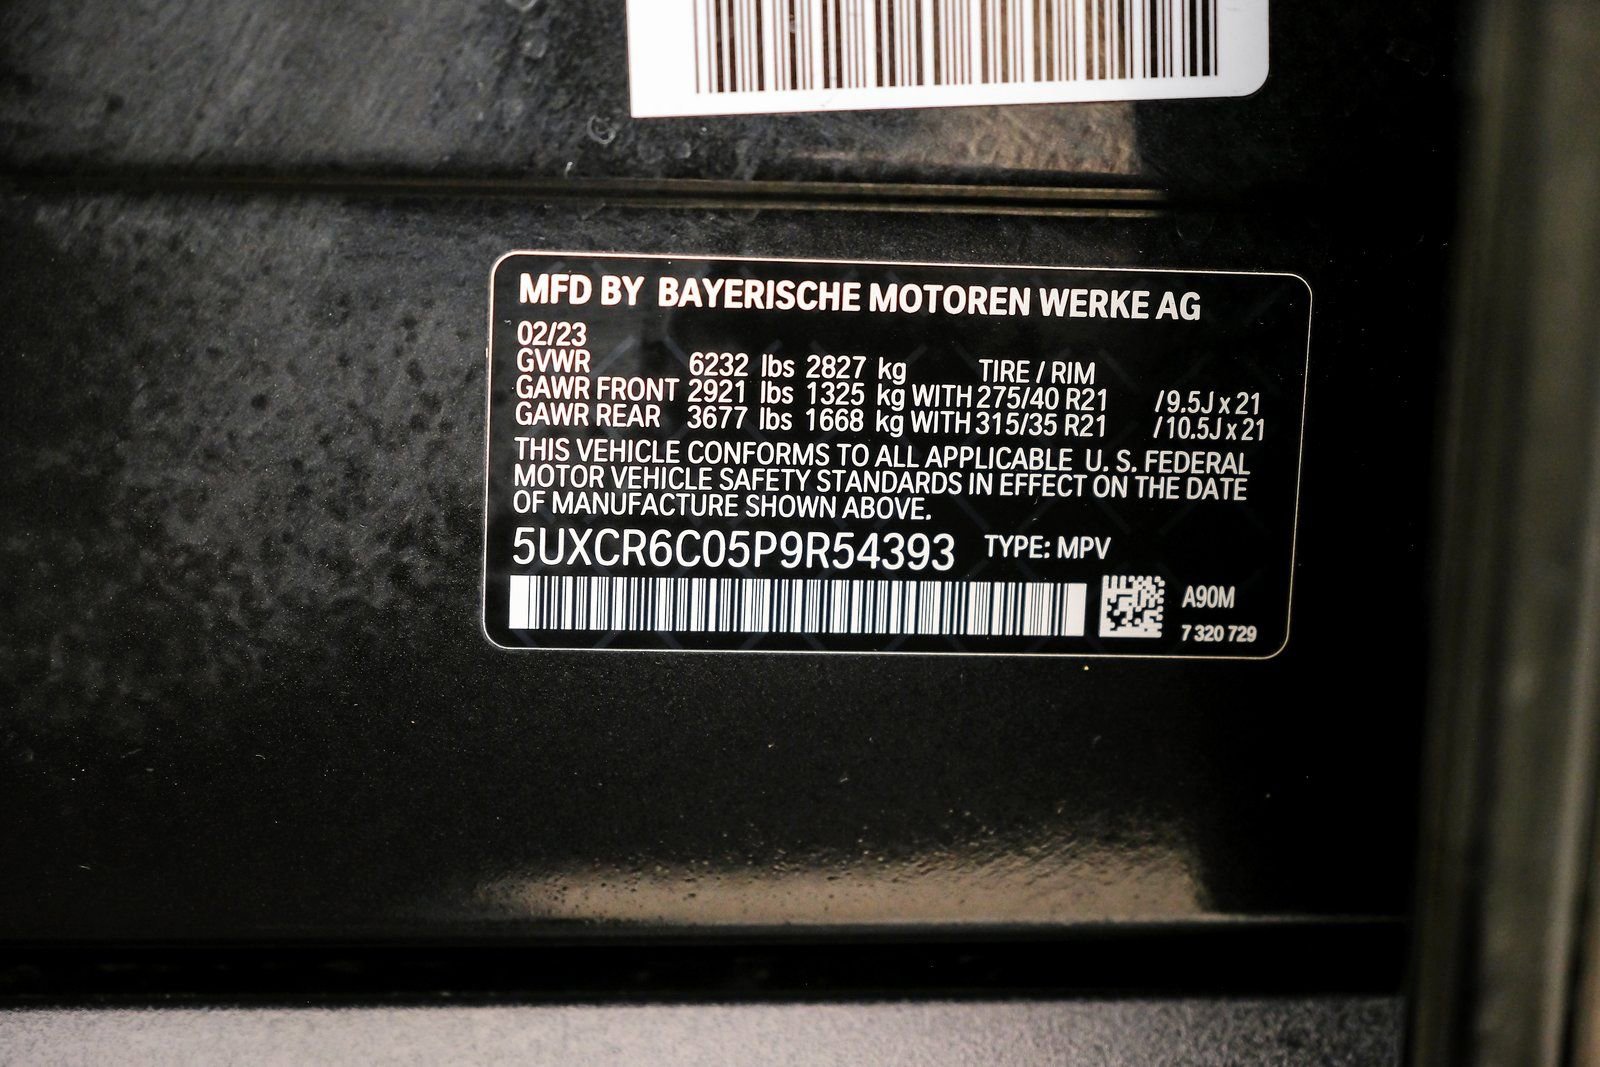 MFD BY BAYERISCHE MOTOREN WERKE AG
02/23
GVWR 6232 lbs 2827 kg TIRE / RIM
GAWR FRONT 2921 lbs 1325 kg WITH 275/40 R21 /9.5J x 21
GAWR REAR 3677 lbs 1668 kg WITH 315/35 R21 /10.5J x 21
THIS VEHICLE CONFORMS TO ALL APPLICABLE U. S. FEDERAL
MOTOR VEHICLE SAFETY STANDARDS IN EFFECT ON THE DATE
OF MANUFACTURE SHOWN ABOVE.
5UXCR6C05P9R54393 TYPE: MPV
A90M
7 320 729